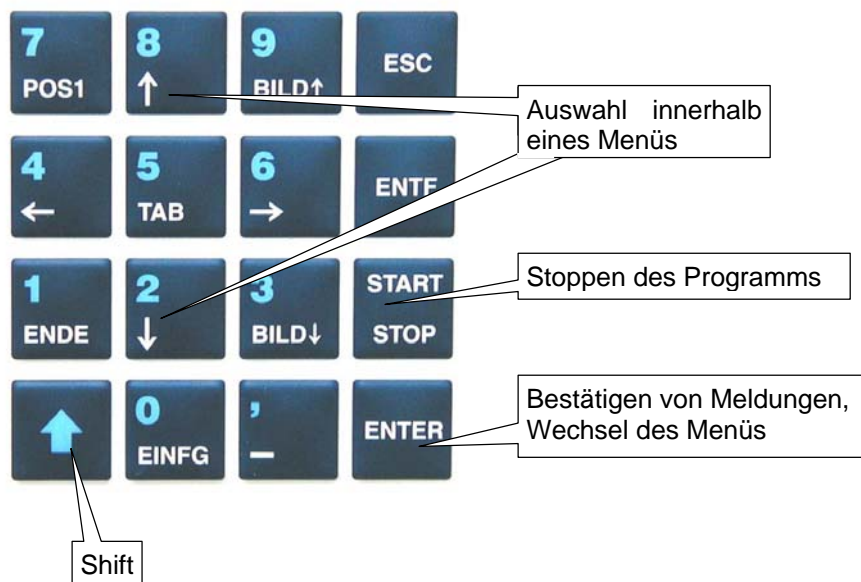 7
POS1
8
↑
9
BILD↑
ESC
Auswahl innerhalb
eines Menüs
4
←
5
TAB
6
→
ENTF
1
ENDE
2
↓
3
BILD↓
START
STOP
Stoppen des Programms
0
EINFG
,
–
ENTER
Bestätigen von Meldungen,
Wechsel des Menüs
Shift